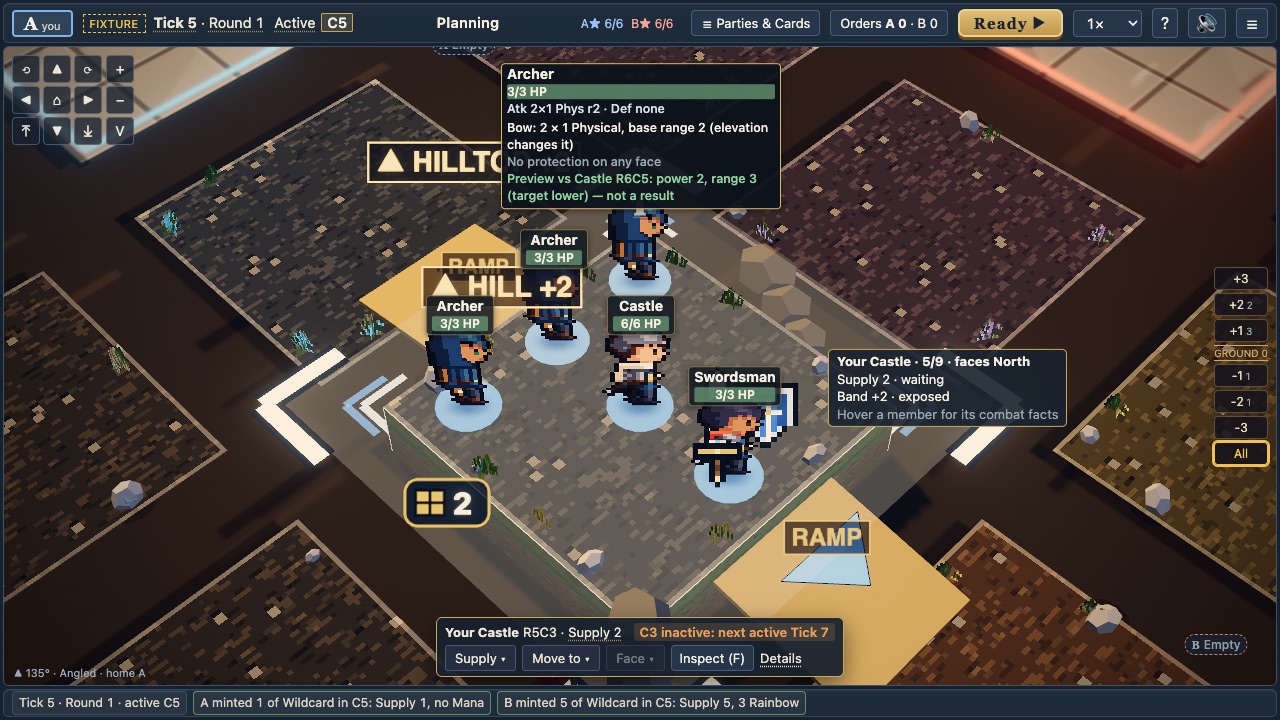 A you
FIXTURE
Tick 5 · Round 1
Active C5
Planning
A★ 6/6 B★ 6/6
≡ Parties & Cards
Orders A 0 · B 0
Ready ▶
1×
?
≡
A Empty
V
▲ HILLTO
Archer
3/3 HP
Atk 2×1 Phys r2 · Def none
Bow: 2 × 1 Physical, base range 2 (elevation
changes it)
No protection on any face
Preview vs Castle R6C5: power 2, range 3
(target lower) — not a result
Archer
3/3 HP
RAMP
▲ HILL +2
Archer
3/3 HP
Castle
6/6 HP
Swordsman
3/3 HP
Your Castle · 5/9 · faces North
Supply 2 · waiting
Band +2 · exposed
Hover a member for its combat facts
+3
+2 2
+1 3
GROUND 0
-1 1
-2 1
-3
All
2
RAMP
Your Castle R5C3 · Supply 2
C3 inactive: next active Tick 7
Supply ▾
Move to ▾
Face ▾
Inspect (F)
Details
B Empty
▲ 135° · Angled · home A
Tick 5 · Round 1 · active C5
A minted 1 of Wildcard in C5: Supply 1, no Mana
B minted 5 of Wildcard in C5: Supply 5, 3 Rainbow